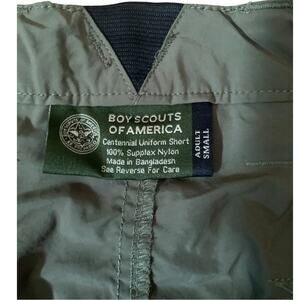 BOY SCOUTS
OF AMERICA
Centennial Uniform Short
100% Supplex Nylon
Made in Bangladesh
See Reverse For Care
ADULT
SMALL